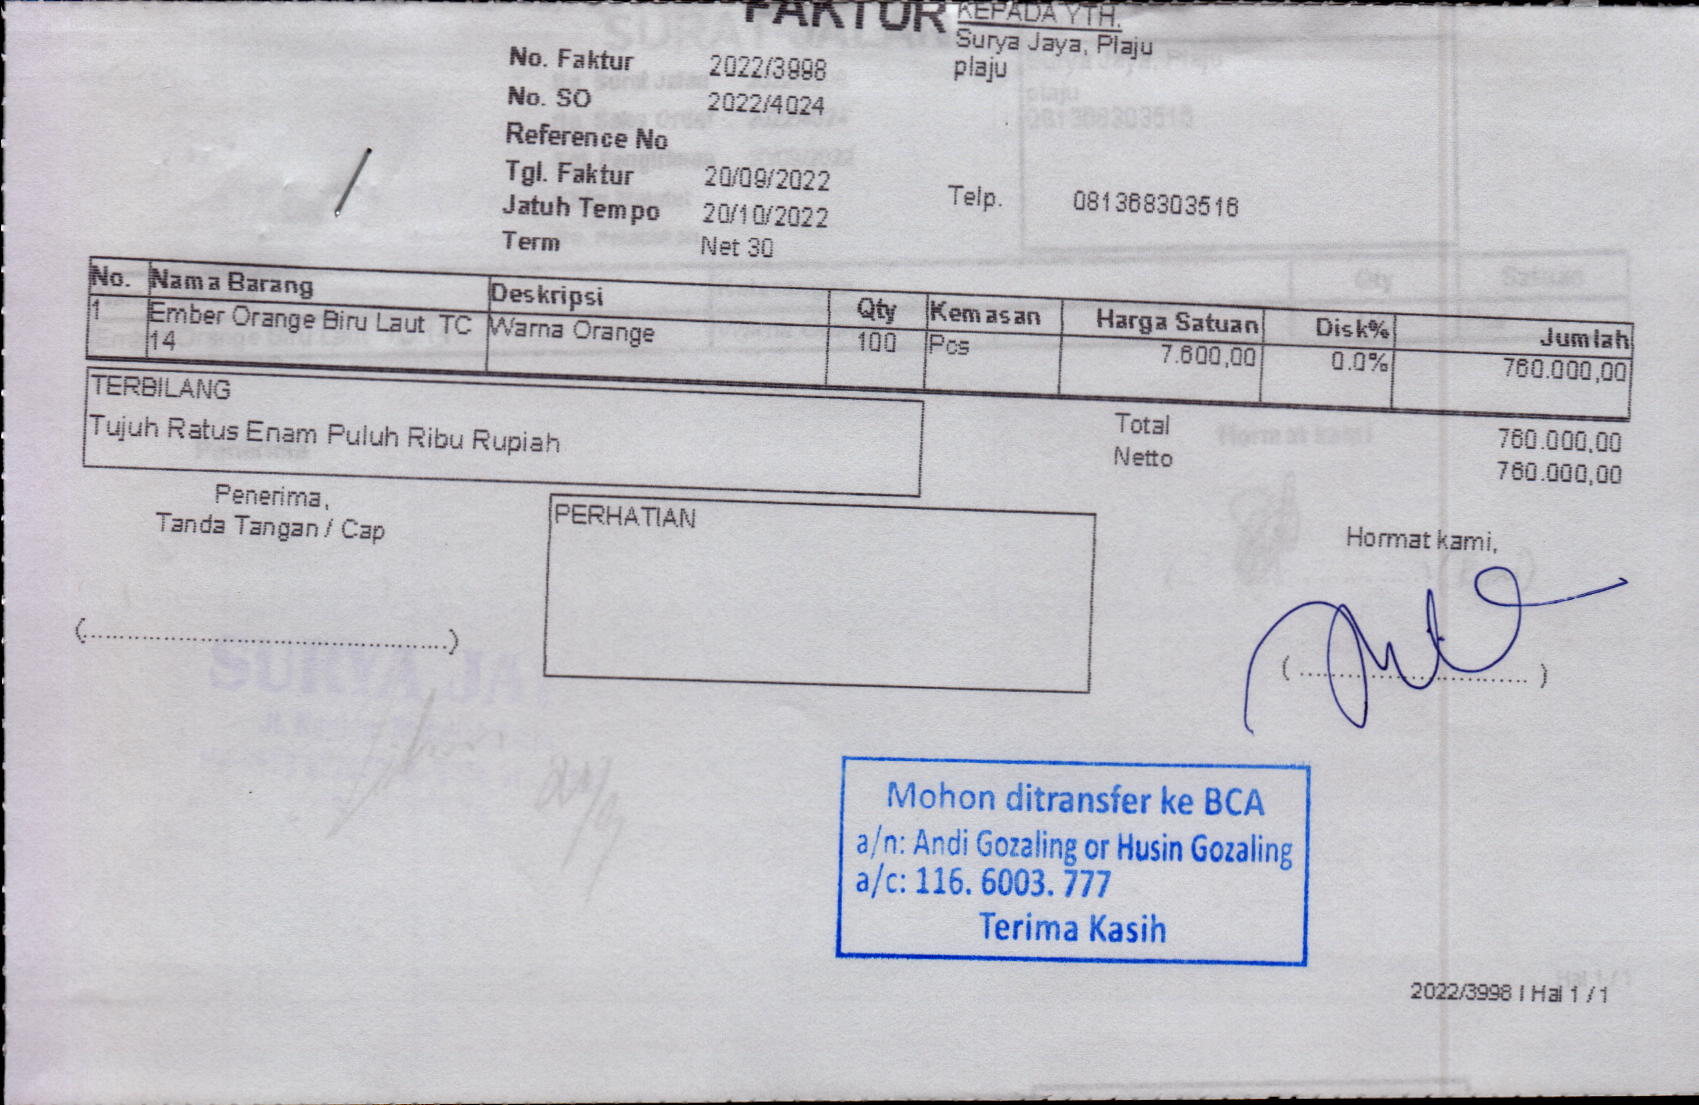 FAKTUR
KEPADA YTH.
Surya Jaya, Plaju
plaju
No. Faktur 2022/3998
No. SO 2022/4024
Reference No
Tgl. Faktur 20/09/2022
Jatuh Tempo 20/10/2022
Term Net 30
Telp. 081368303516
No. Nama Barang Deskripsi Qty Kemasan Harga Satuan Disk% Jumlah
1 Ember Orange Biru Laut TC Warna Orange 100 Pcs 7.600,00 0.0% 760.000,00
14
TERBILANG
Tujuh Ratus Enam Puluh Ribu Rupiah
Total 760.000,00
Netto 760.000,00
Penerima,
Tanda Tangan / Cap
PERHATIAN
Hormat kami,
(..................................................)
(................................)
SURYA JA
Mohon ditransfer ke BCA
a/n: Andi Gozaling or Husin Gozaling
a/c: 116. 6003. 777
Terima Kasih
2022/3998 I Hal 1 / 1